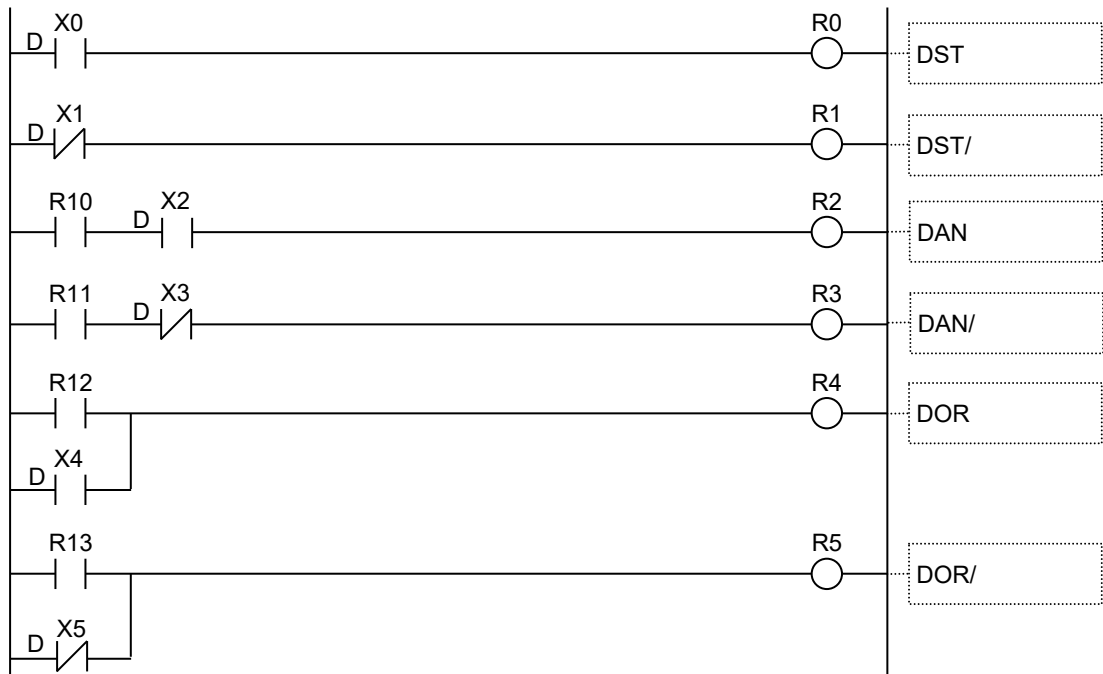 X0 R0
D DST
X1 R1
D DST/
R10 X2 R2
D DAN
R11 X3 R3
D DAN/
R12 R4
DOR
X4
D
R13 R5
DOR/
X5
D